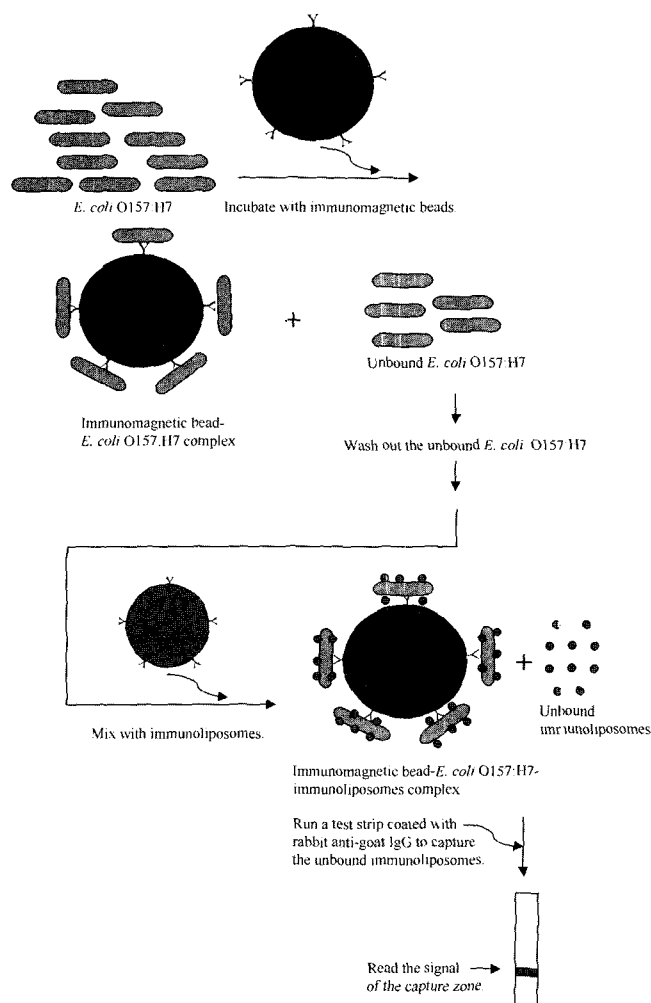 E. coli O157:H7
Incubate with immunomagnetic beads.
+
Unbound E. coli O157:H7
Immunomagnetic bead-
E. coli O157:H7 complex
Wash out the unbound E. coli O157:H7
Mix with immunoliposomes.
+
Unbound
immunoliposomes
Immunomagnetic bead-E. coli O157:H7-
immunoliposomes complex
Run a test strip coated with
rabbit anti-goat IgG to capture
the unbound immunoliposomes.
Read the signal
of the capture zone.